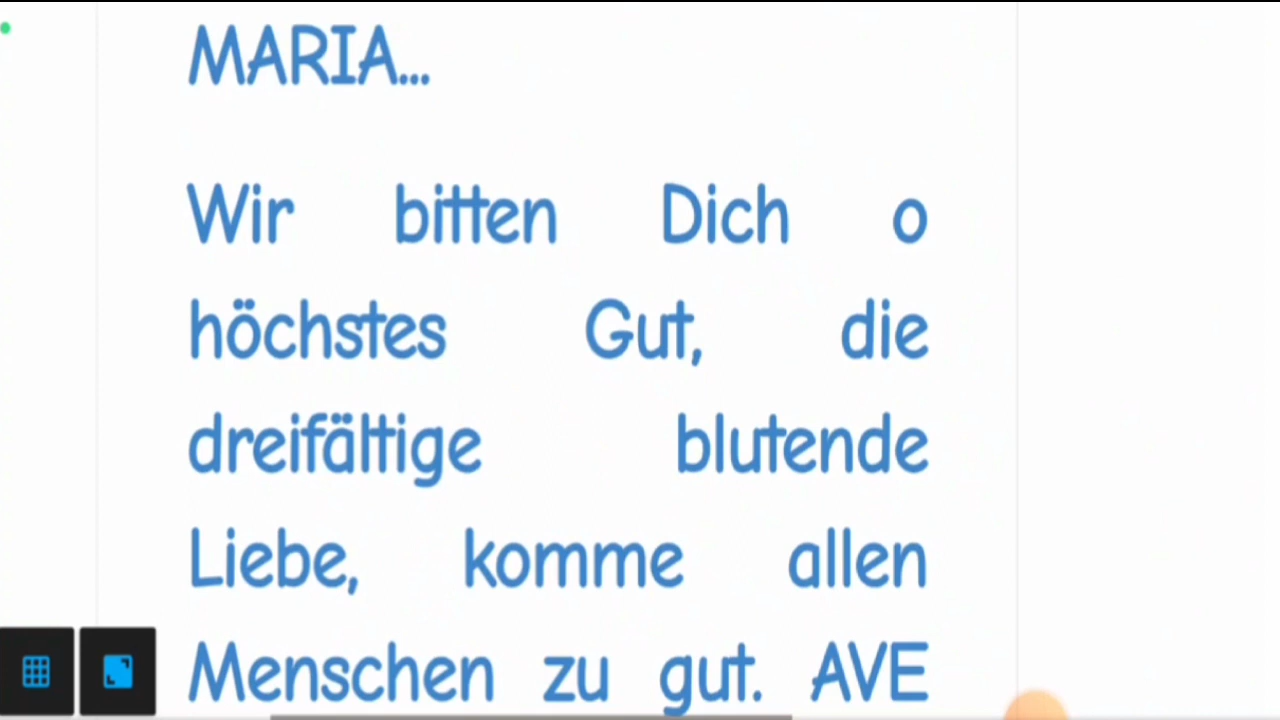 MARIA...
Wir bitten Dich o
höchstes Gut, die
dreifältige blutende
Liebe, komme allen
Menschen zu gut. AVE